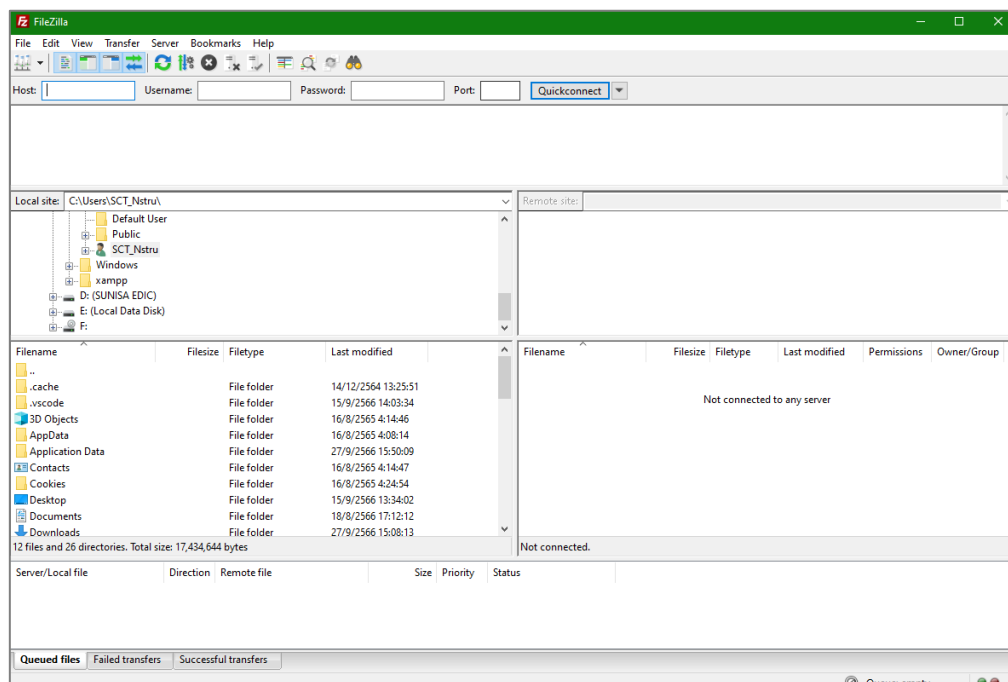 FileZilla
File Edit View Transfer Server Bookmarks Help
Host: Username: Password: Port: Quickconnect
Local site: C:\Users\SCT_Nstru\ Remote site:
Default User
Public
SCT_Nstru
Windows
xampp
D: (SUNISA EDIC)
E: (Local Data Disk)
F:
Filename Filesize Filetype Last modified
..
.cache File folder 14/12/2564 13:25:51
.vscode File folder 15/9/2566 14:03:34
3D Objects File folder 16/8/2565 4:14:46
AppData File folder 16/8/2565 4:08:14
Application Data File folder 27/9/2566 15:50:09
Contacts File folder 16/8/2565 4:14:47
Cookies File folder 16/8/2565 4:24:54
Desktop File folder 15/9/2566 13:34:02
Documents File folder 18/8/2566 17:12:12
Downloads File folder 27/9/2566 15:08:13
12 files and 26 directories. Total size: 17,434,644 bytes
Filename Filesize Filetype Last modified Permissions Owner/Group
Not connected to any server
Not connected.
Server/Local file Direction Remote file Size Priority Status
Queued files Failed transfers Successful transfers